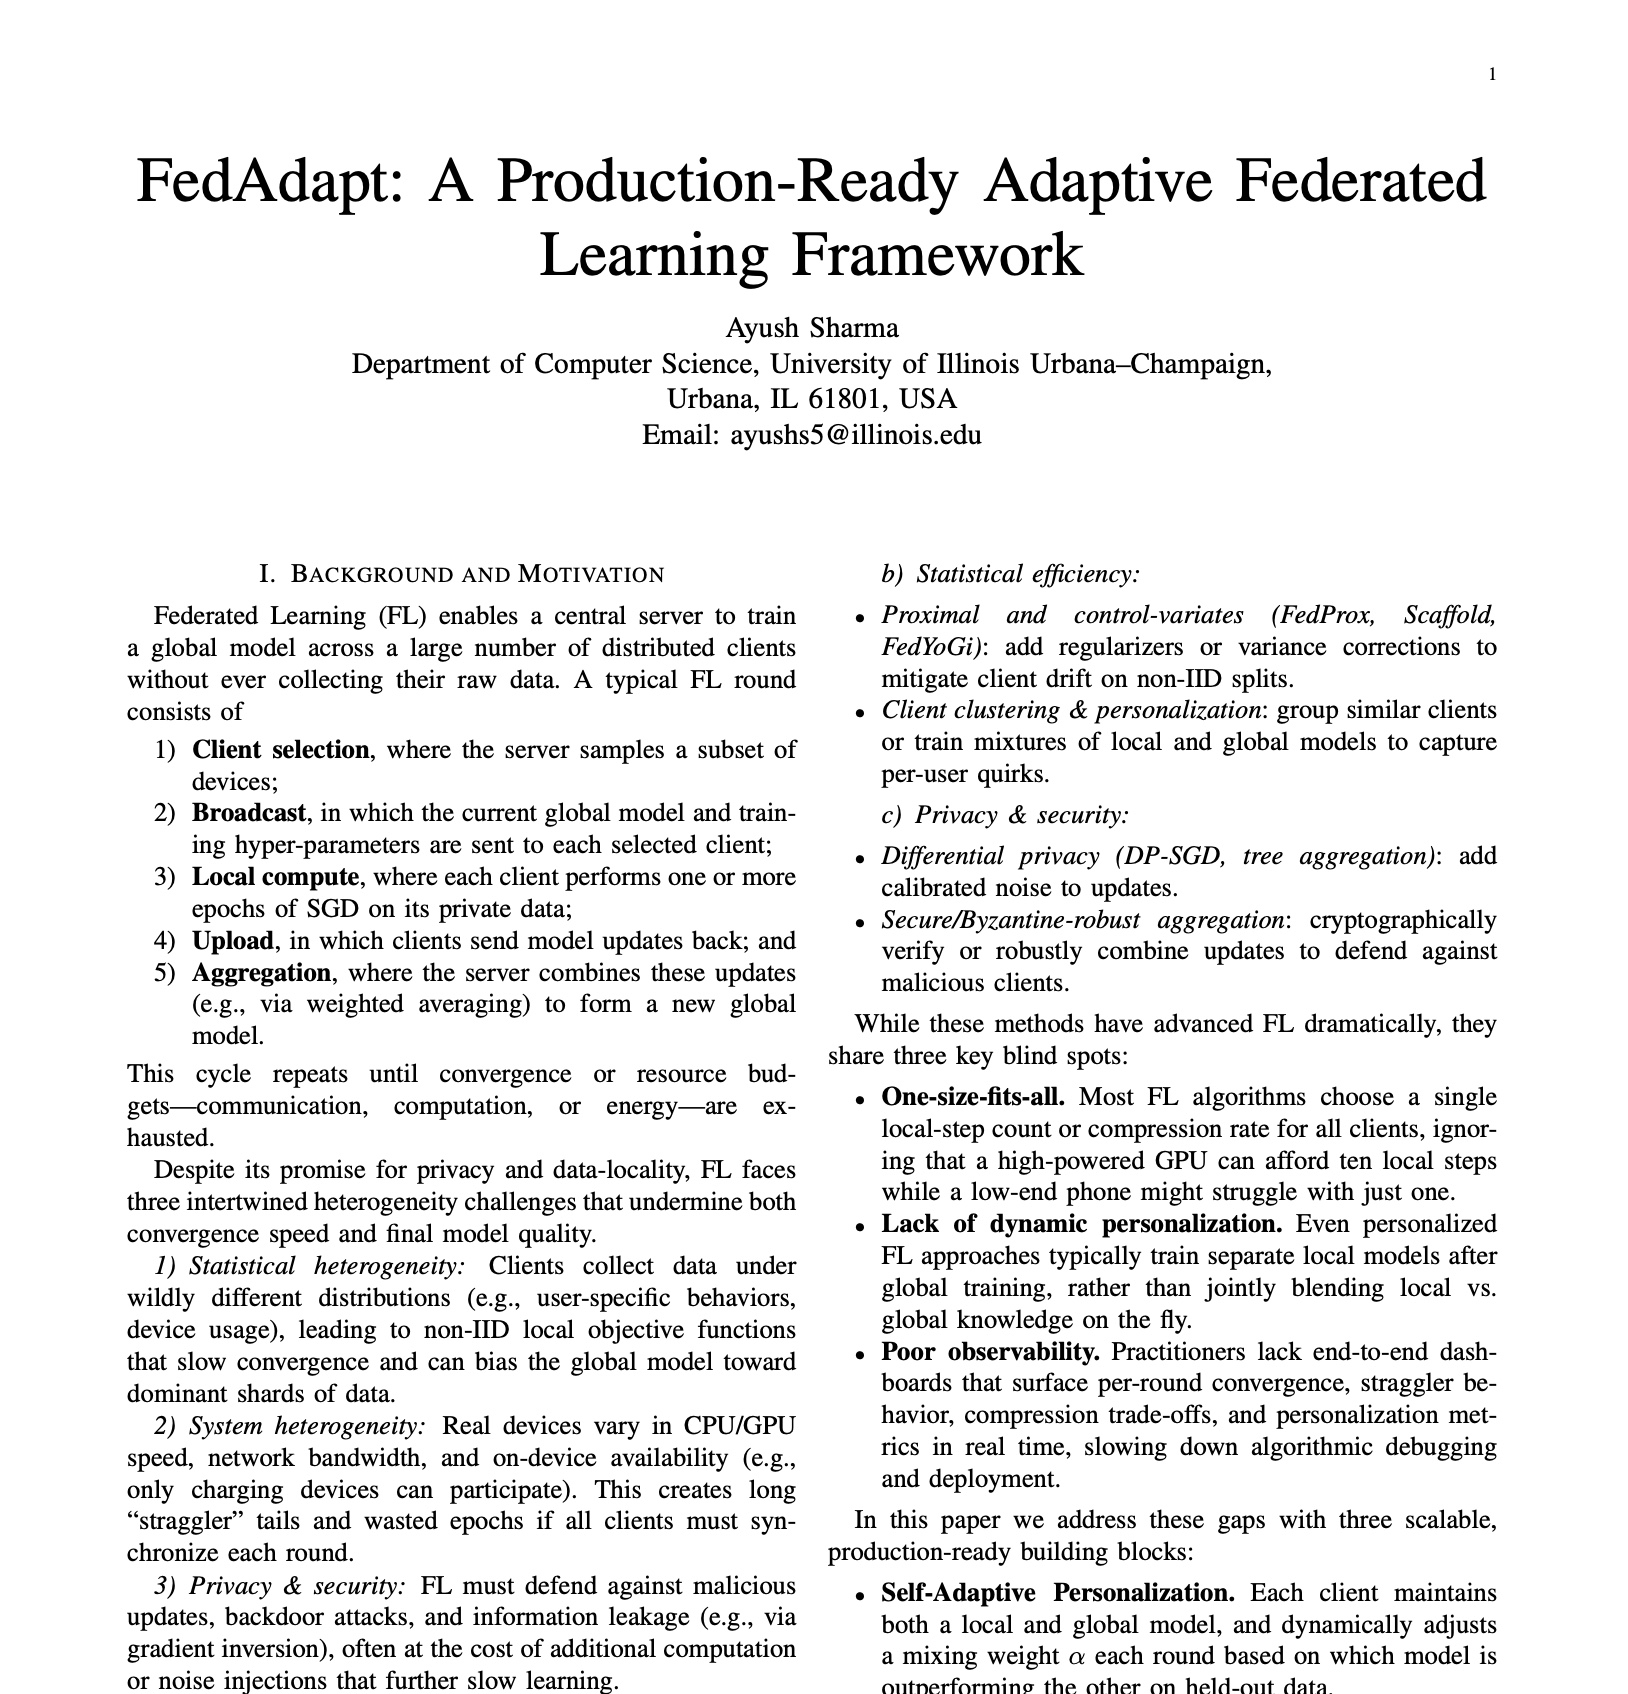 1
FedAdapt: A Production-Ready Adaptive Federated
Learning Framework
Ayush Sharma
Department of Computer Science, University of Illinois Urbana–Champaign,
Urbana, IL 61801, USA
Email: ayushs5@illinois.edu
I. BACKGROUND AND MOTIVATION
Federated Learning (FL) enables a central server to train
a global model across a large number of distributed clients
without ever collecting their raw data. A typical FL round
consists of
1) Client selection, where the server samples a subset of
devices;
2) Broadcast, in which the current global model and train-
ing hyper-parameters are sent to each selected client;
3) Local compute, where each client performs one or more
epochs of SGD on its private data;
4) Upload, in which clients send model updates back; and
5) Aggregation, where the server combines these updates
(e.g., via weighted averaging) to form a new global
model.
This cycle repeats until convergence or resource bud-
gets—communication, computation, or energy—are ex-
hausted.
Despite its promise for privacy and data-locality, FL faces
three intertwined heterogeneity challenges that undermine both
convergence speed and final model quality.
1) Statistical heterogeneity: Clients collect data under
wildly different distributions (e.g., user-specific behaviors,
device usage), leading to non-IID local objective functions
that slow convergence and can bias the global model toward
dominant shards of data.
2) System heterogeneity: Real devices vary in CPU/GPU
speed, network bandwidth, and on-device availability (e.g.,
only charging devices can participate). This creates long
“straggler” tails and wasted epochs if all clients must syn-
chronize each round.
3) Privacy & security: FL must defend against malicious
updates, backdoor attacks, and information leakage (e.g., via
gradient inversion), often at the cost of additional computation
or noise injections that further slow learning.
b) Statistical efficiency:
• Proximal and control-variates (FedProx, Scaffold,
FedYoGi): add regularizers or variance corrections to
mitigate client drift on non-IID splits.
• Client clustering & personalization: group similar clients
or train mixtures of local and global models to capture
per-user quirks.
c) Privacy & security:
• Differential privacy (DP-SGD, tree aggregation): add
calibrated noise to updates.
• Secure/Byzantine-robust aggregation: cryptographically
verify or robustly combine updates to defend against
malicious clients.
While these methods have advanced FL dramatically, they
share three key blind spots:
• One-size-fits-all. Most FL algorithms choose a single
local-step count or compression rate for all clients, ignor-
ing that a high-powered GPU can afford ten local steps
while a low-end phone might struggle with just one.
• Lack of dynamic personalization. Even personalized
FL approaches typically train separate local models after
global training, rather than jointly blending local vs.
global knowledge on the fly.
• Poor observability. Practitioners lack end-to-end dash-
boards that surface per-round convergence, straggler be-
havior, compression trade-offs, and personalization met-
rics in real time, slowing down algorithmic debugging
and deployment.
In this paper we address these gaps with three scalable,
production-ready building blocks:
• Self-Adaptive Personalization. Each client maintains
both a local and global model, and dynamically adjusts
a mixing weight α each round based on which model is
outperforming the other on held-out data.